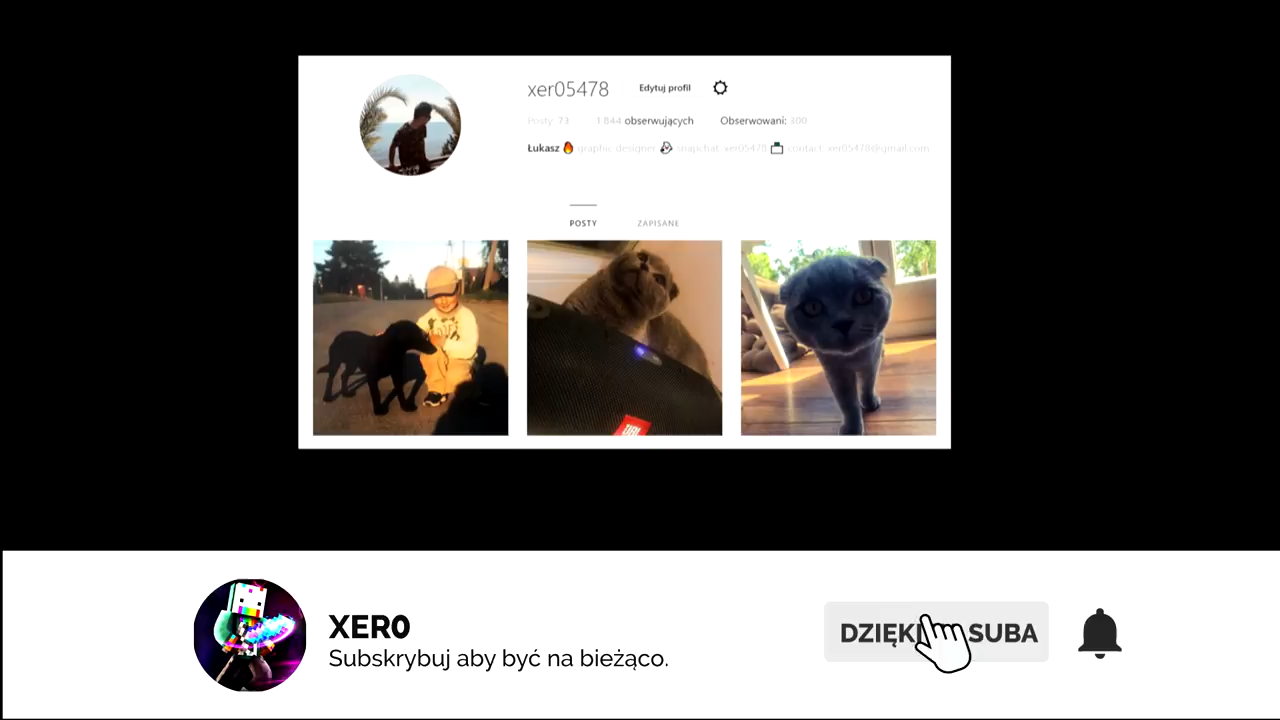 xer05478 Edytuj profil
Posty: 73 1 844 obserwujących Obserwowani: 300
Łukasz graphic designer snapchat: xer05478 contact: xer05478@gmail.com
POSTY ZAPISANE
JBL
XER0
Subskrybuj aby być na bieżąco.
DZIĘKI SUBA